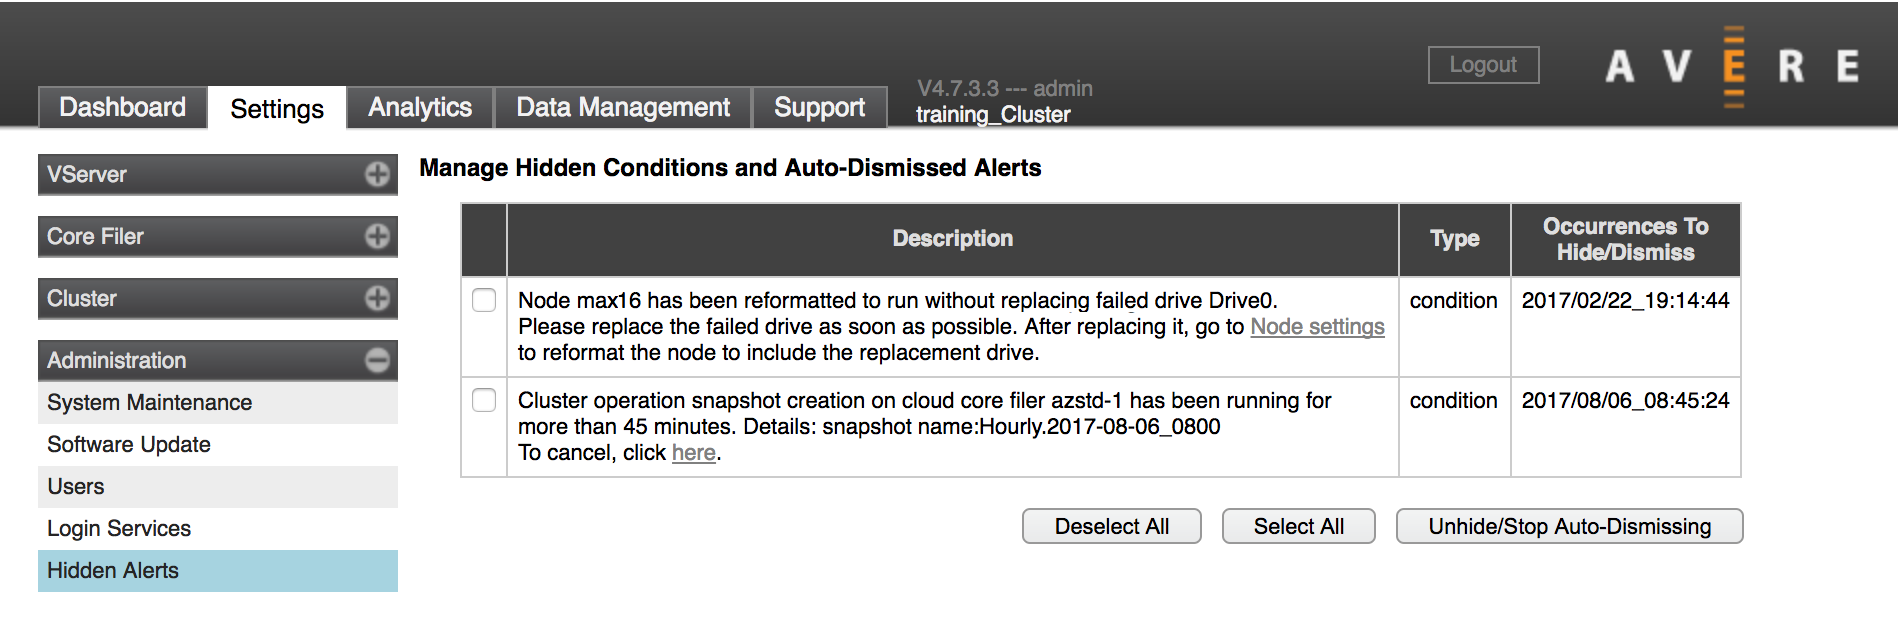 Logout
A V E R E
V4.7.3.3 --- admin
Dashboard
Settings
Analytics
Data Management
Support
training_Cluster
VServer
Core Filer
Cluster
Administration
System Maintenance
Software Update
Users
Login Services
Hidden Alerts
Manage Hidden Conditions and Auto-Dismissed Alerts
Description
Type
Occurrences To
Hide/Dismiss
Node max16 has been reformatted to run without replacing failed drive Drive0.
Please replace the failed drive as soon as possible. After replacing it, go to Node settings
to reformat the node to include the replacement drive.
condition
2017/02/22_19:14:44
Cluster operation snapshot creation on cloud core filer azstd-1 has been running for
more than 45 minutes. Details: snapshot name:Hourly.2017-08-06_0800
To cancel, click here.
condition
2017/08/06_08:45:24
Deselect All
Select All
Unhide/Stop Auto-Dismissing